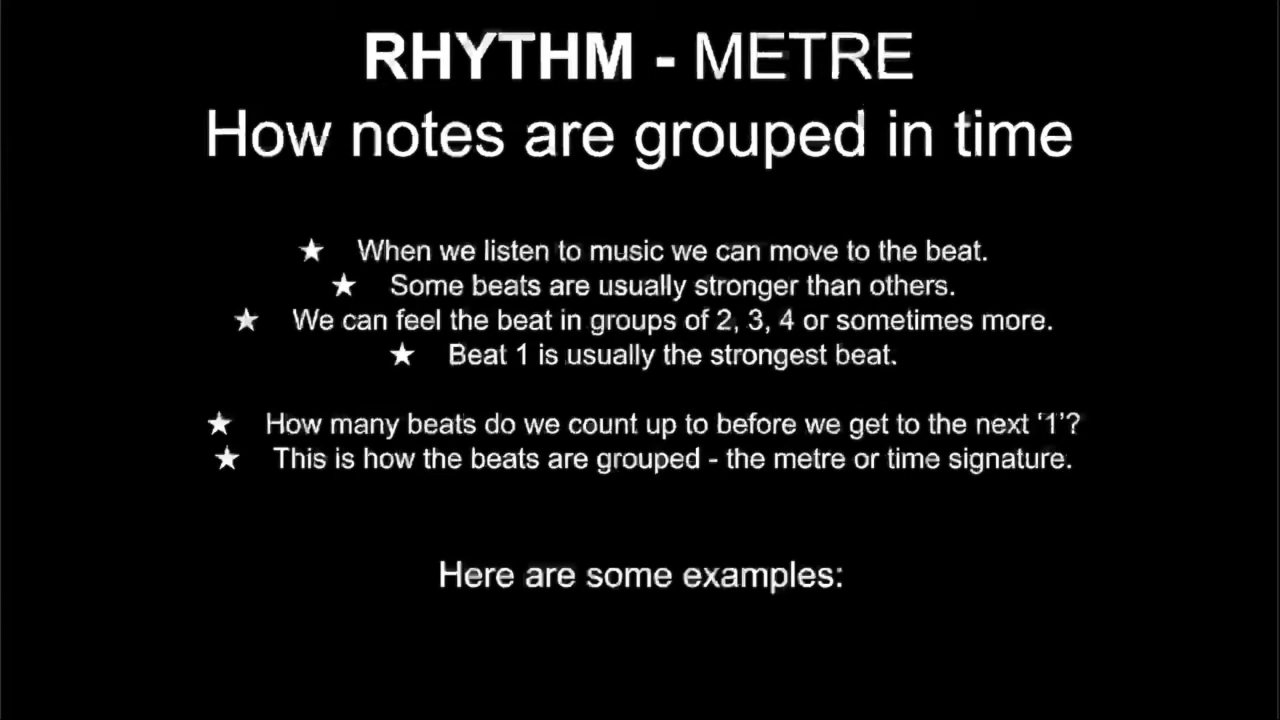 RHYTHM - METRE
How notes are grouped in time
★ When we listen to music we can move to the beat.
★ Some beats are usually stronger than others.
★ We can feel the beat in groups of 2, 3, 4 or sometimes more.
★ Beat 1 is usually the strongest beat.
★ How many beats do we count up to before we get to the next ‘1’?
★ This is how the beats are grouped - the metre or time signature.
Here are some examples: